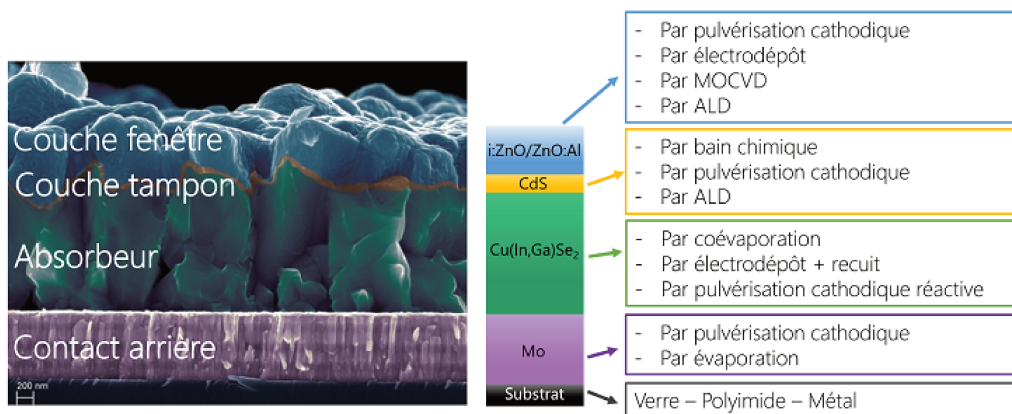 Couche fenêtre
Couche tampon
Absorbeur
Contact arrière
200 nm
i:ZnO/ZnO:Al
CdS
Cu(In,Ga)Se₂
Mo
Substrat
- Par pulvérisation cathodique
- Par électrodépôt
- Par MOCVD
- Par ALD
- Par bain chimique
- Par pulvérisation cathodique
- Par ALD
- Par coévaporation
- Par électrodépôt + recuit
- Par pulvérisation cathodique réactive
- Par pulvérisation cathodique
- Par évaporation
Verre – Polyimide – Métal